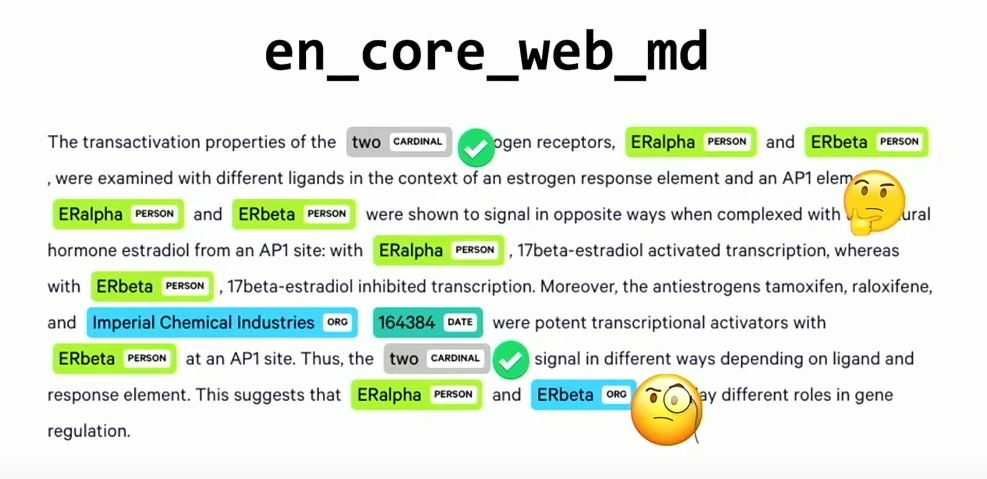 en_core_web_md
The transactivation properties of the two CARDINAL ogen receptors, ERalpha PERSON and ERbeta PERSON
, were examined with different ligands in the context of an estrogen response element and an AP1 elem
ERalpha PERSON and ERbeta PERSON were shown to signal in opposite ways when complexed with ural
hormone estradiol from an AP1 site: with ERalpha PERSON , 17beta-estradiol activated transcription, whereas
with ERbeta PERSON , 17beta-estradiol inhibited transcription. Moreover, the antiestrogens tamoxifen, raloxifene,
and Imperial Chemical Industries ORG 164384 DATE were potent transcriptional activators with
ERbeta PERSON at an AP1 site. Thus, the two CARDINAL signal in different ways depending on ligand and
response element. This suggests that ERalpha PERSON and ERbeta ORG ay different roles in gene
regulation.